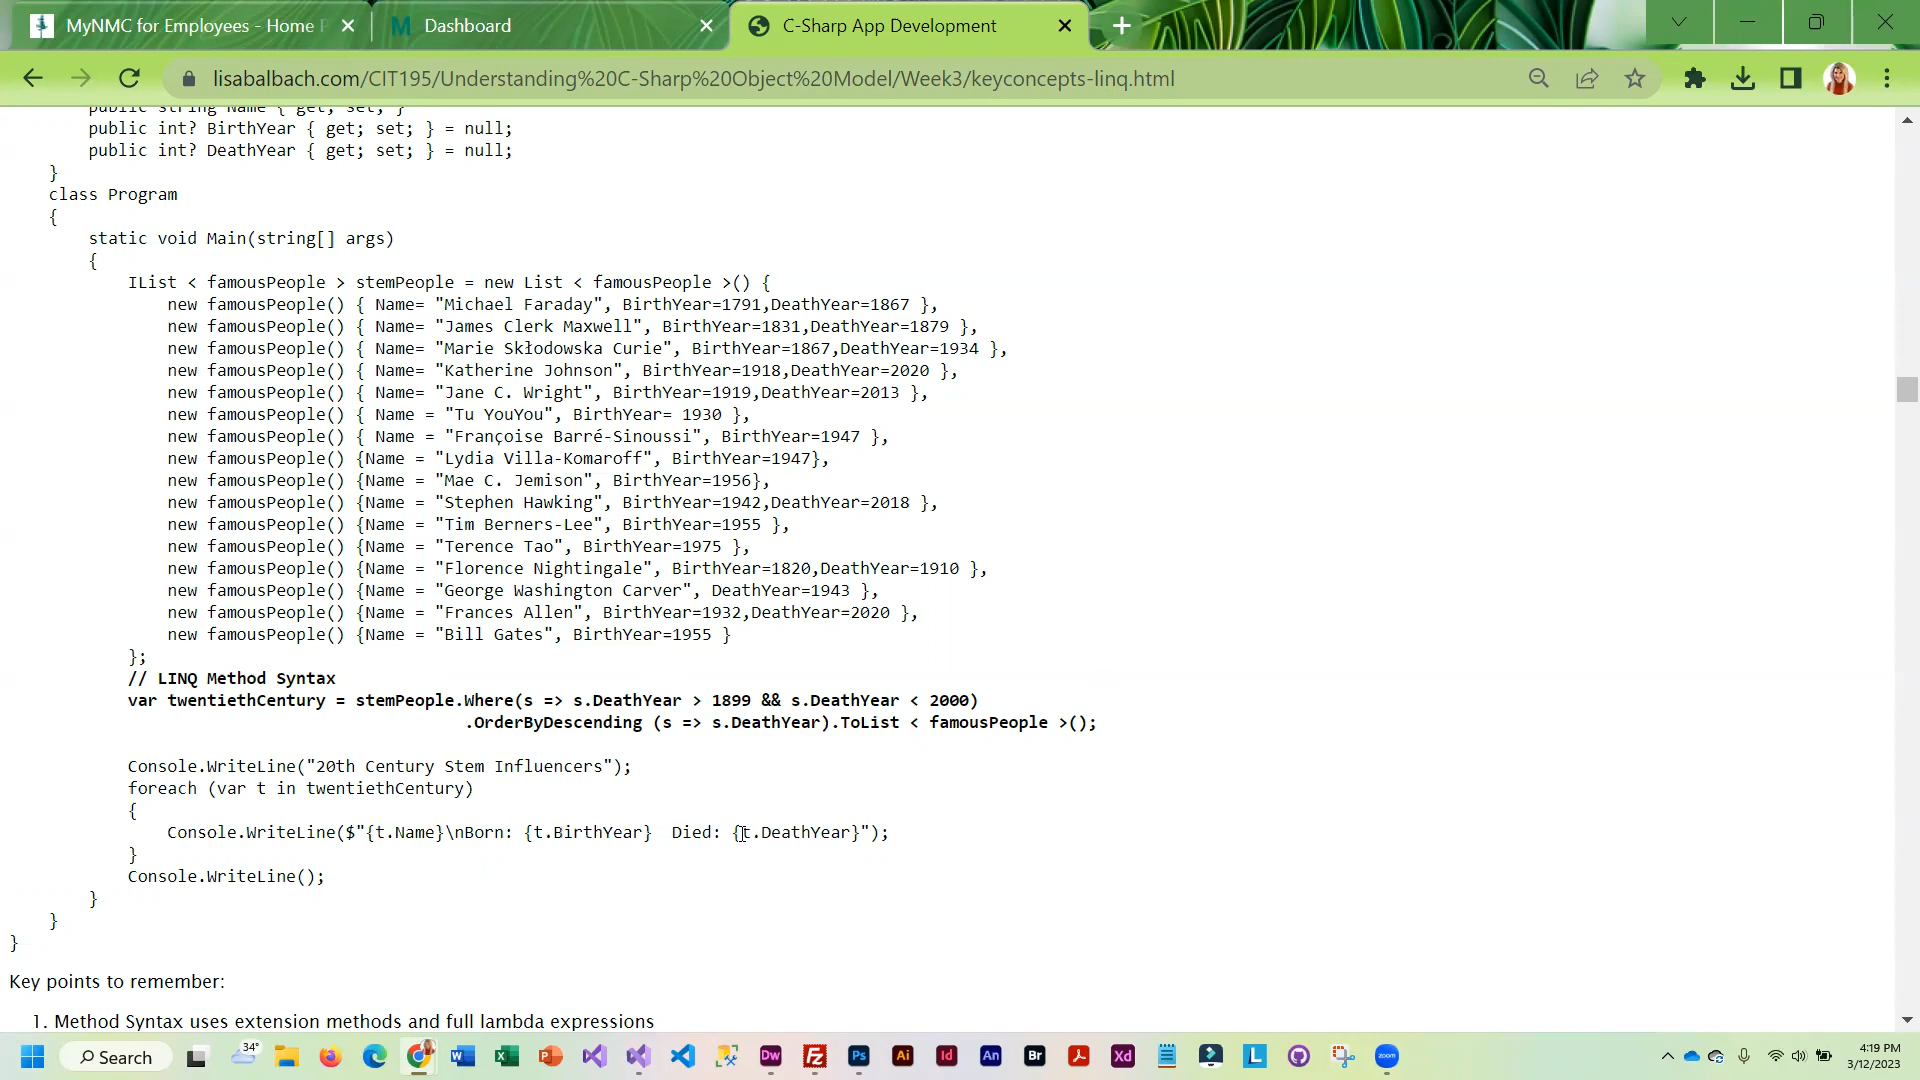 MyNMC for Employees - Home P
Dashboard
C-Sharp App Development
lisabalbach.com/CIT195/Understanding%20C-Sharp%20Object%20Model/Week3/keyconcepts-linq.html
public string Name { get; set; }
public int? BirthYear { get; set; } = null;
public int? DeathYear { get; set; } = null;
}
class Program
{
static void Main(string[] args)
{
IList < famousPeople > stemPeople = new List < famousPeople >() {
new famousPeople() { Name= "Michael Faraday", BirthYear=1791,DeathYear=1867 },
new famousPeople() { Name= "James Clerk Maxwell", BirthYear=1831,DeathYear=1879 },
new famousPeople() { Name= "Marie Skłodowska Curie", BirthYear=1867,DeathYear=1934 },
new famousPeople() { Name= "Katherine Johnson", BirthYear=1918,DeathYear=2020 },
new famousPeople() { Name= "Jane C. Wright", BirthYear=1919,DeathYear=2013 },
new famousPeople() { Name = "Tu YouYou", BirthYear= 1930 },
new famousPeople() { Name = "Françoise Barré-Sinoussi", BirthYear=1947 },
new famousPeople() {Name = "Lydia Villa-Komaroff", BirthYear=1947},
new famousPeople() {Name = "Mae C. Jemison", BirthYear=1956},
new famousPeople() {Name = "Stephen Hawking", BirthYear=1942,DeathYear=2018 },
new famousPeople() {Name = "Tim Berners-Lee", BirthYear=1955 },
new famousPeople() {Name = "Terence Tao", BirthYear=1975 },
new famousPeople() {Name = "Florence Nightingale", BirthYear=1820,DeathYear=1910 },
new famousPeople() {Name = "George Washington Carver", DeathYear=1943 },
new famousPeople() {Name = "Frances Allen", BirthYear=1932,DeathYear=2020 },
new famousPeople() {Name = "Bill Gates", BirthYear=1955 }
};
// LINQ Method Syntax
var twentiethCentury = stemPeople.Where(s => s.DeathYear > 1899 && s.DeathYear < 2000)
.OrderByDescending (s => s.DeathYear).ToList < famousPeople >();
Console.WriteLine("20th Century Stem Influencers");
foreach (var t in twentiethCentury)
{
Console.WriteLine($"{t.Name}\nBorn: {t.BirthYear}  Died: {t.DeathYear}");
}
Console.WriteLine();
}
}
}
Key points to remember:
1. Method Syntax uses extension methods and full lambda expressions
Search
34°
4:19 PM
3/12/2023